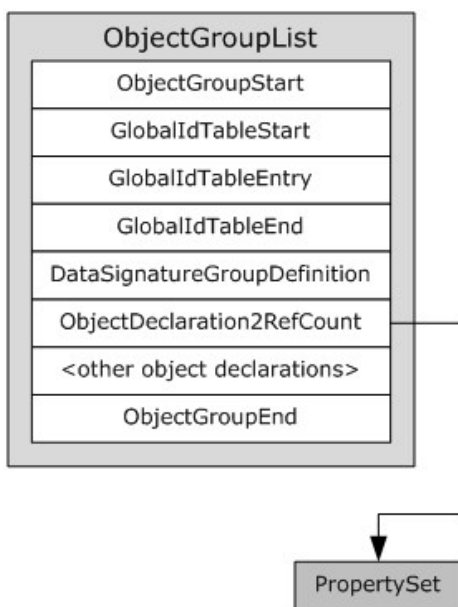 ObjectGroupList
ObjectGroupStart
GlobalIdTableStart
GlobalIdTableEntry
GlobalIdTableEnd
DataSignatureGroupDefinition
ObjectDeclaration2RefCount
<other object declarations>
ObjectGroupEnd
PropertySet